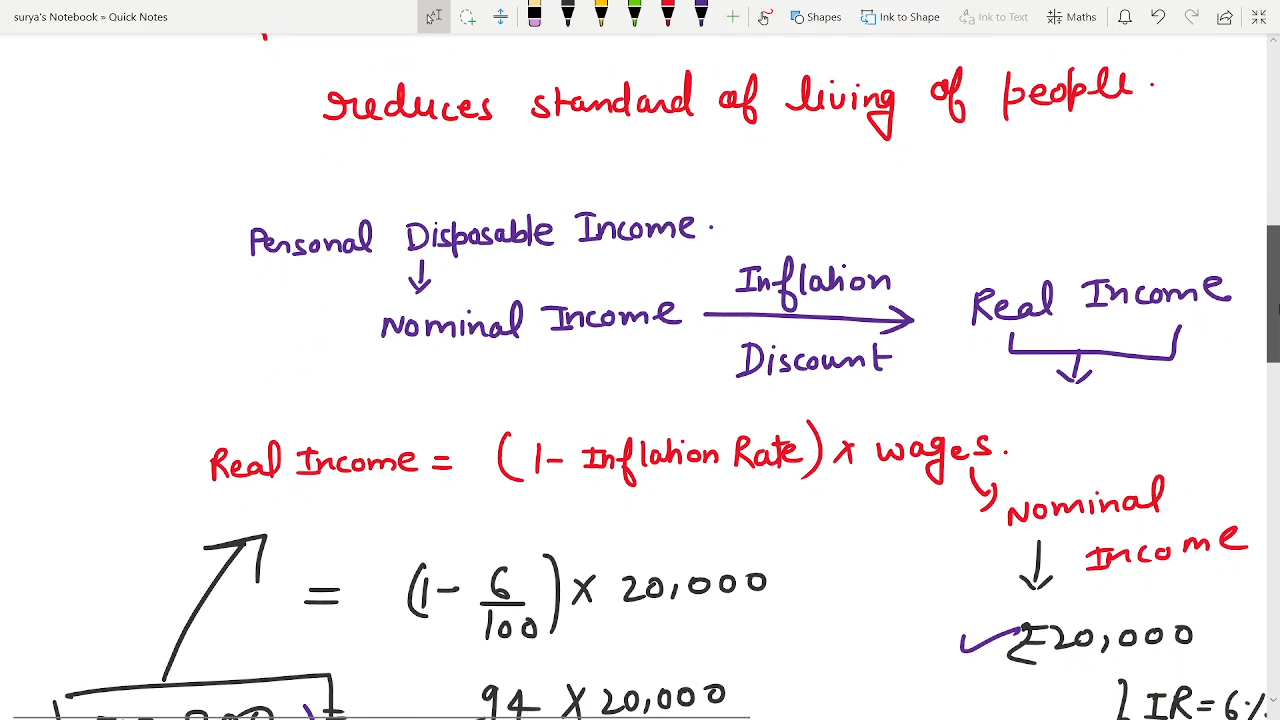 surya's Notebook » Quick Notes
Shapes
Ink to Shape
Ink to Text
Maths
reduces standard of living of people.
Personal Disposable Income.
↓
Nominal Income
Inflation
Discount
Real Income
Real Income = (1- Inflation Rate) x wages.
Nominal
Income
= (1- 6/100) x 20,000
₹20,000
94 x 20,000
IR = 6%